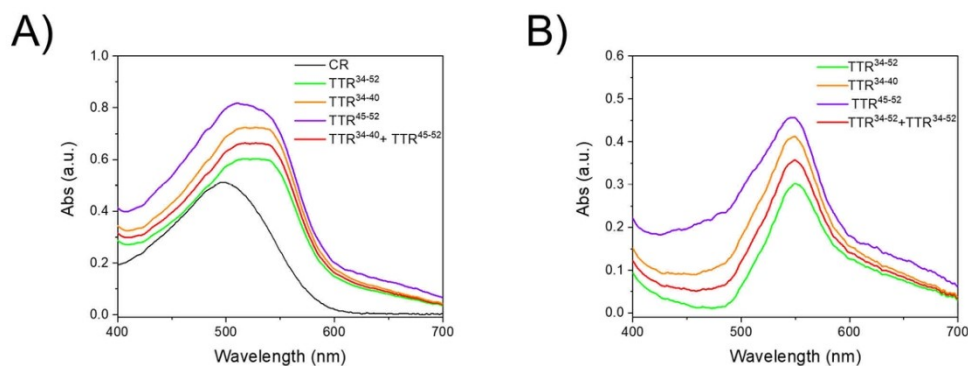 A)
1.0
0.8
0.6
0.4
0.2
0.0
400
500
600
700
Abs (a.u.)
Wavelength (nm)
CR
TTR³⁴⁻⁵²
TTR³⁴⁻⁴⁰
TTR⁴⁵⁻⁵²
TTR³⁴⁻⁴⁰+ TTR⁴⁵⁻⁵²
B)
0.6
0.5
0.4
0.3
0.2
0.1
0.0
400
500
600
700
Abs (a.u.)
Wavelength (nm)
TTR³⁴⁻⁵²
TTR³⁴⁻⁴⁰
TTR⁴⁵⁻⁵²
TTR³⁴⁻⁵²+TTR³⁴⁻⁵²